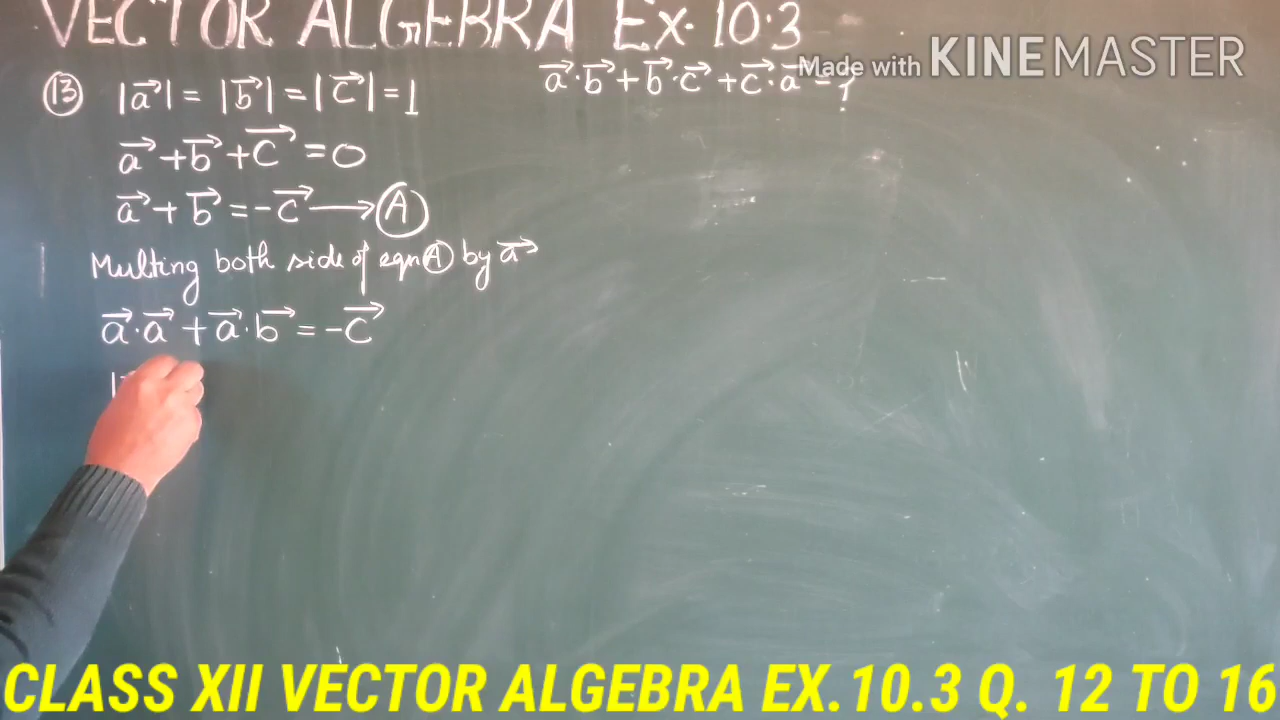 VECTOR ALGEBRA Ex. 10.3
Made with KINEMASTER
a⃗·b⃗+b⃗·c⃗+c⃗·a⃗=?
⑬ |a⃗|=|b⃗|=|c⃗|=1
a⃗+b⃗+c⃗=0
a⃗+b⃗=-c⃗→Ⓐ
Multing both side of eqn Ⓐ by a⃗
a⃗·a⃗+a⃗·b⃗=-c⃗
CLASS XII VECTOR ALGEBRA EX.10.3 Q. 12 TO 16